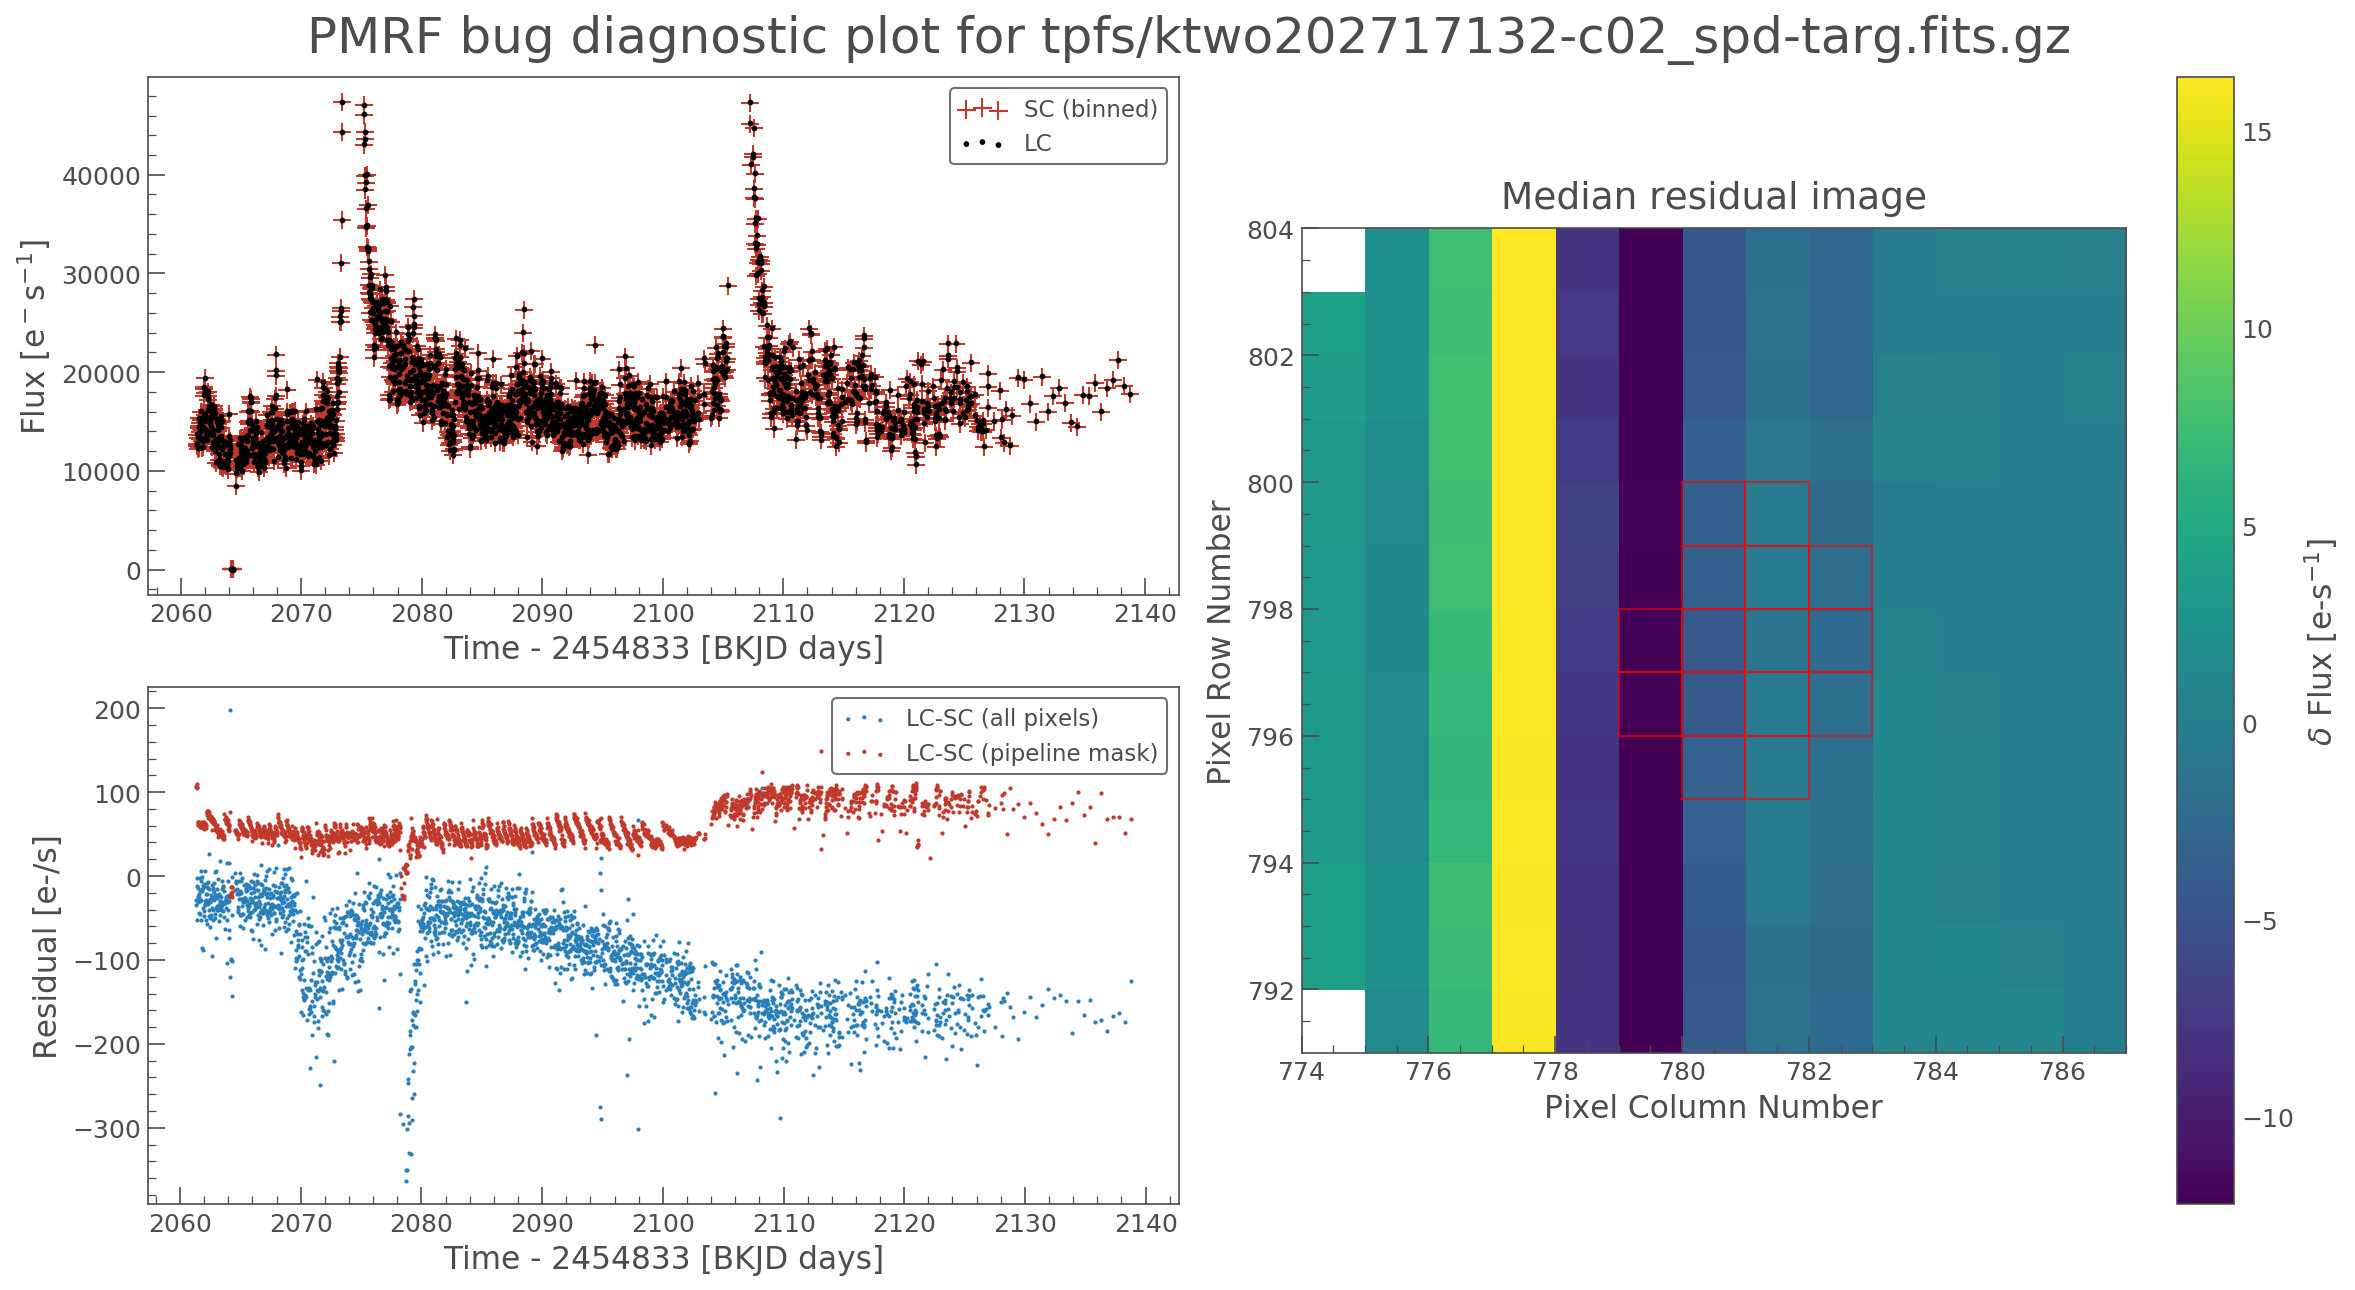 PMRF bug diagnostic plot for tpfs/ktwo202717132-c02_spd-targ.fits.gz
SC (binned)
LC
Flux [e⁻ s⁻¹]
40000
30000
20000
10000
0
2060 2070 2080 2090 2100 2110 2120 2130 2140
Time - 2454833 [BKJD days]
LC-SC (all pixels)
LC-SC (pipeline mask)
Residual [e-/s]
200
100
0
−100
−200
−300
2060 2070 2080 2090 2100 2110 2120 2130 2140
Time - 2454833 [BKJD days]
Median residual image
Pixel Row Number
804
802
800
798
796
794
792
774 776 778 780 782 784 786
Pixel Column Number
15
10
5
0
−5
−10
δ Flux [e-s⁻¹]